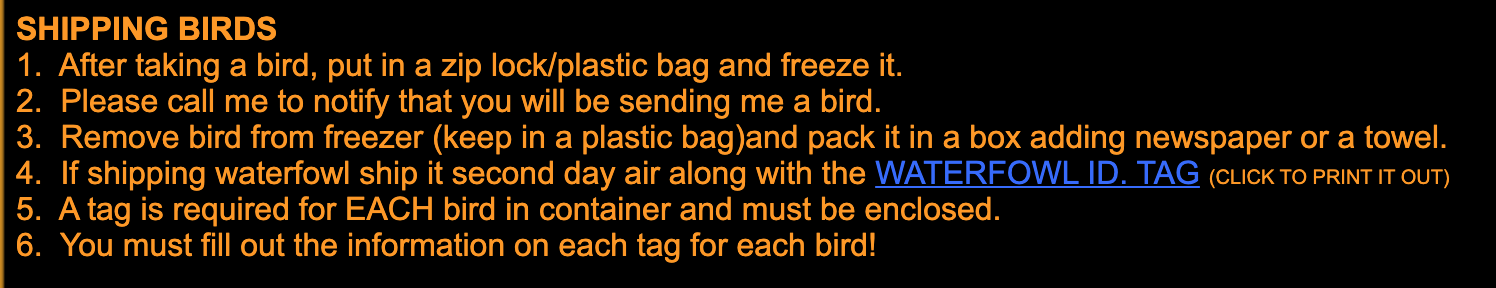 SHIPPING BIRDS
1.  After taking a bird, put in a zip lock/plastic bag and freeze it.
2.  Please call me to notify that you will be sending me a bird.
3.  Remove bird from freezer (keep in a plastic bag)and pack it in a box adding newspaper or a towel.
4.  If shipping waterfowl ship it second day air along with the WATERFOWL ID. TAG (CLICK TO PRINT IT OUT)
5.  A tag is required for EACH bird in container and must be enclosed.
6.  You must fill out the information on each tag for each bird!